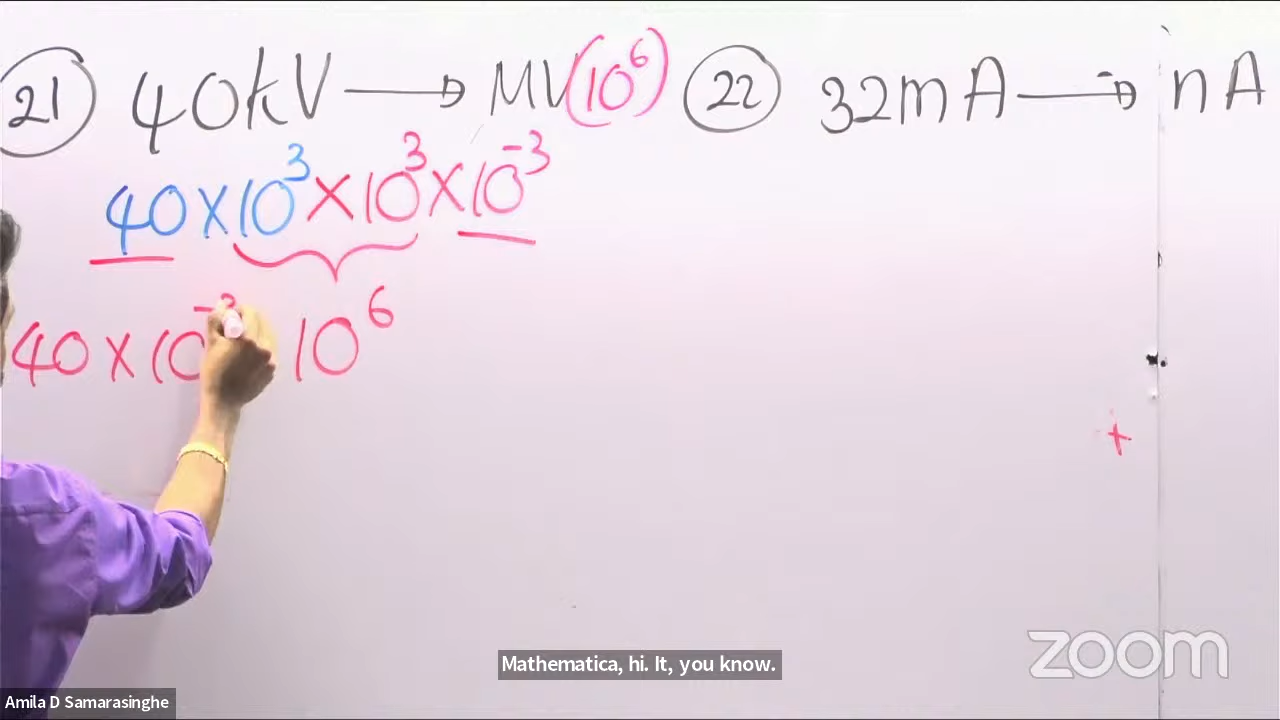 21 40kV → MV (10⁶) 22 32mA → nA
40 × 10³ × 10³ × 10⁻³
40 × 10⁻³ 10⁶
+
Mathematica, hi. It, you know.
zoom
Amila D Samarasinghe